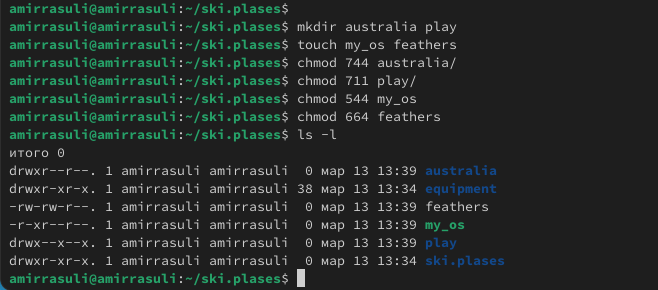 amirrasuli@amirrasuli:~/ski.plases$
amirrasuli@amirrasuli:~/ski.plases$ mkdir australia play
amirrasuli@amirrasuli:~/ski.plases$ touch my_os feathers
amirrasuli@amirrasuli:~/ski.plases$ chmod 744 australia/
amirrasuli@amirrasuli:~/ski.plases$ chmod 711 play/
amirrasuli@amirrasuli:~/ski.plases$ chmod 544 my_os
amirrasuli@amirrasuli:~/ski.plases$ chmod 664 feathers
amirrasuli@amirrasuli:~/ski.plases$ ls -l
итого 0
drwxr--r--. 1 amirrasuli amirrasuli  0 мар 13 13:39 australia
drwxr-xr-x. 1 amirrasuli amirrasuli 38 мар 13 13:34 equipment
-rw-rw-r--. 1 amirrasuli amirrasuli  0 мар 13 13:39 feathers
-r-xr--r--. 1 amirrasuli amirrasuli  0 мар 13 13:39 my_os
drwx--x--x. 1 amirrasuli amirrasuli  0 мар 13 13:39 play
drwxr-xr-x. 1 amirrasuli amirrasuli  0 мар 13 13:34 ski.plases
amirrasuli@amirrasuli:~/ski.plases$